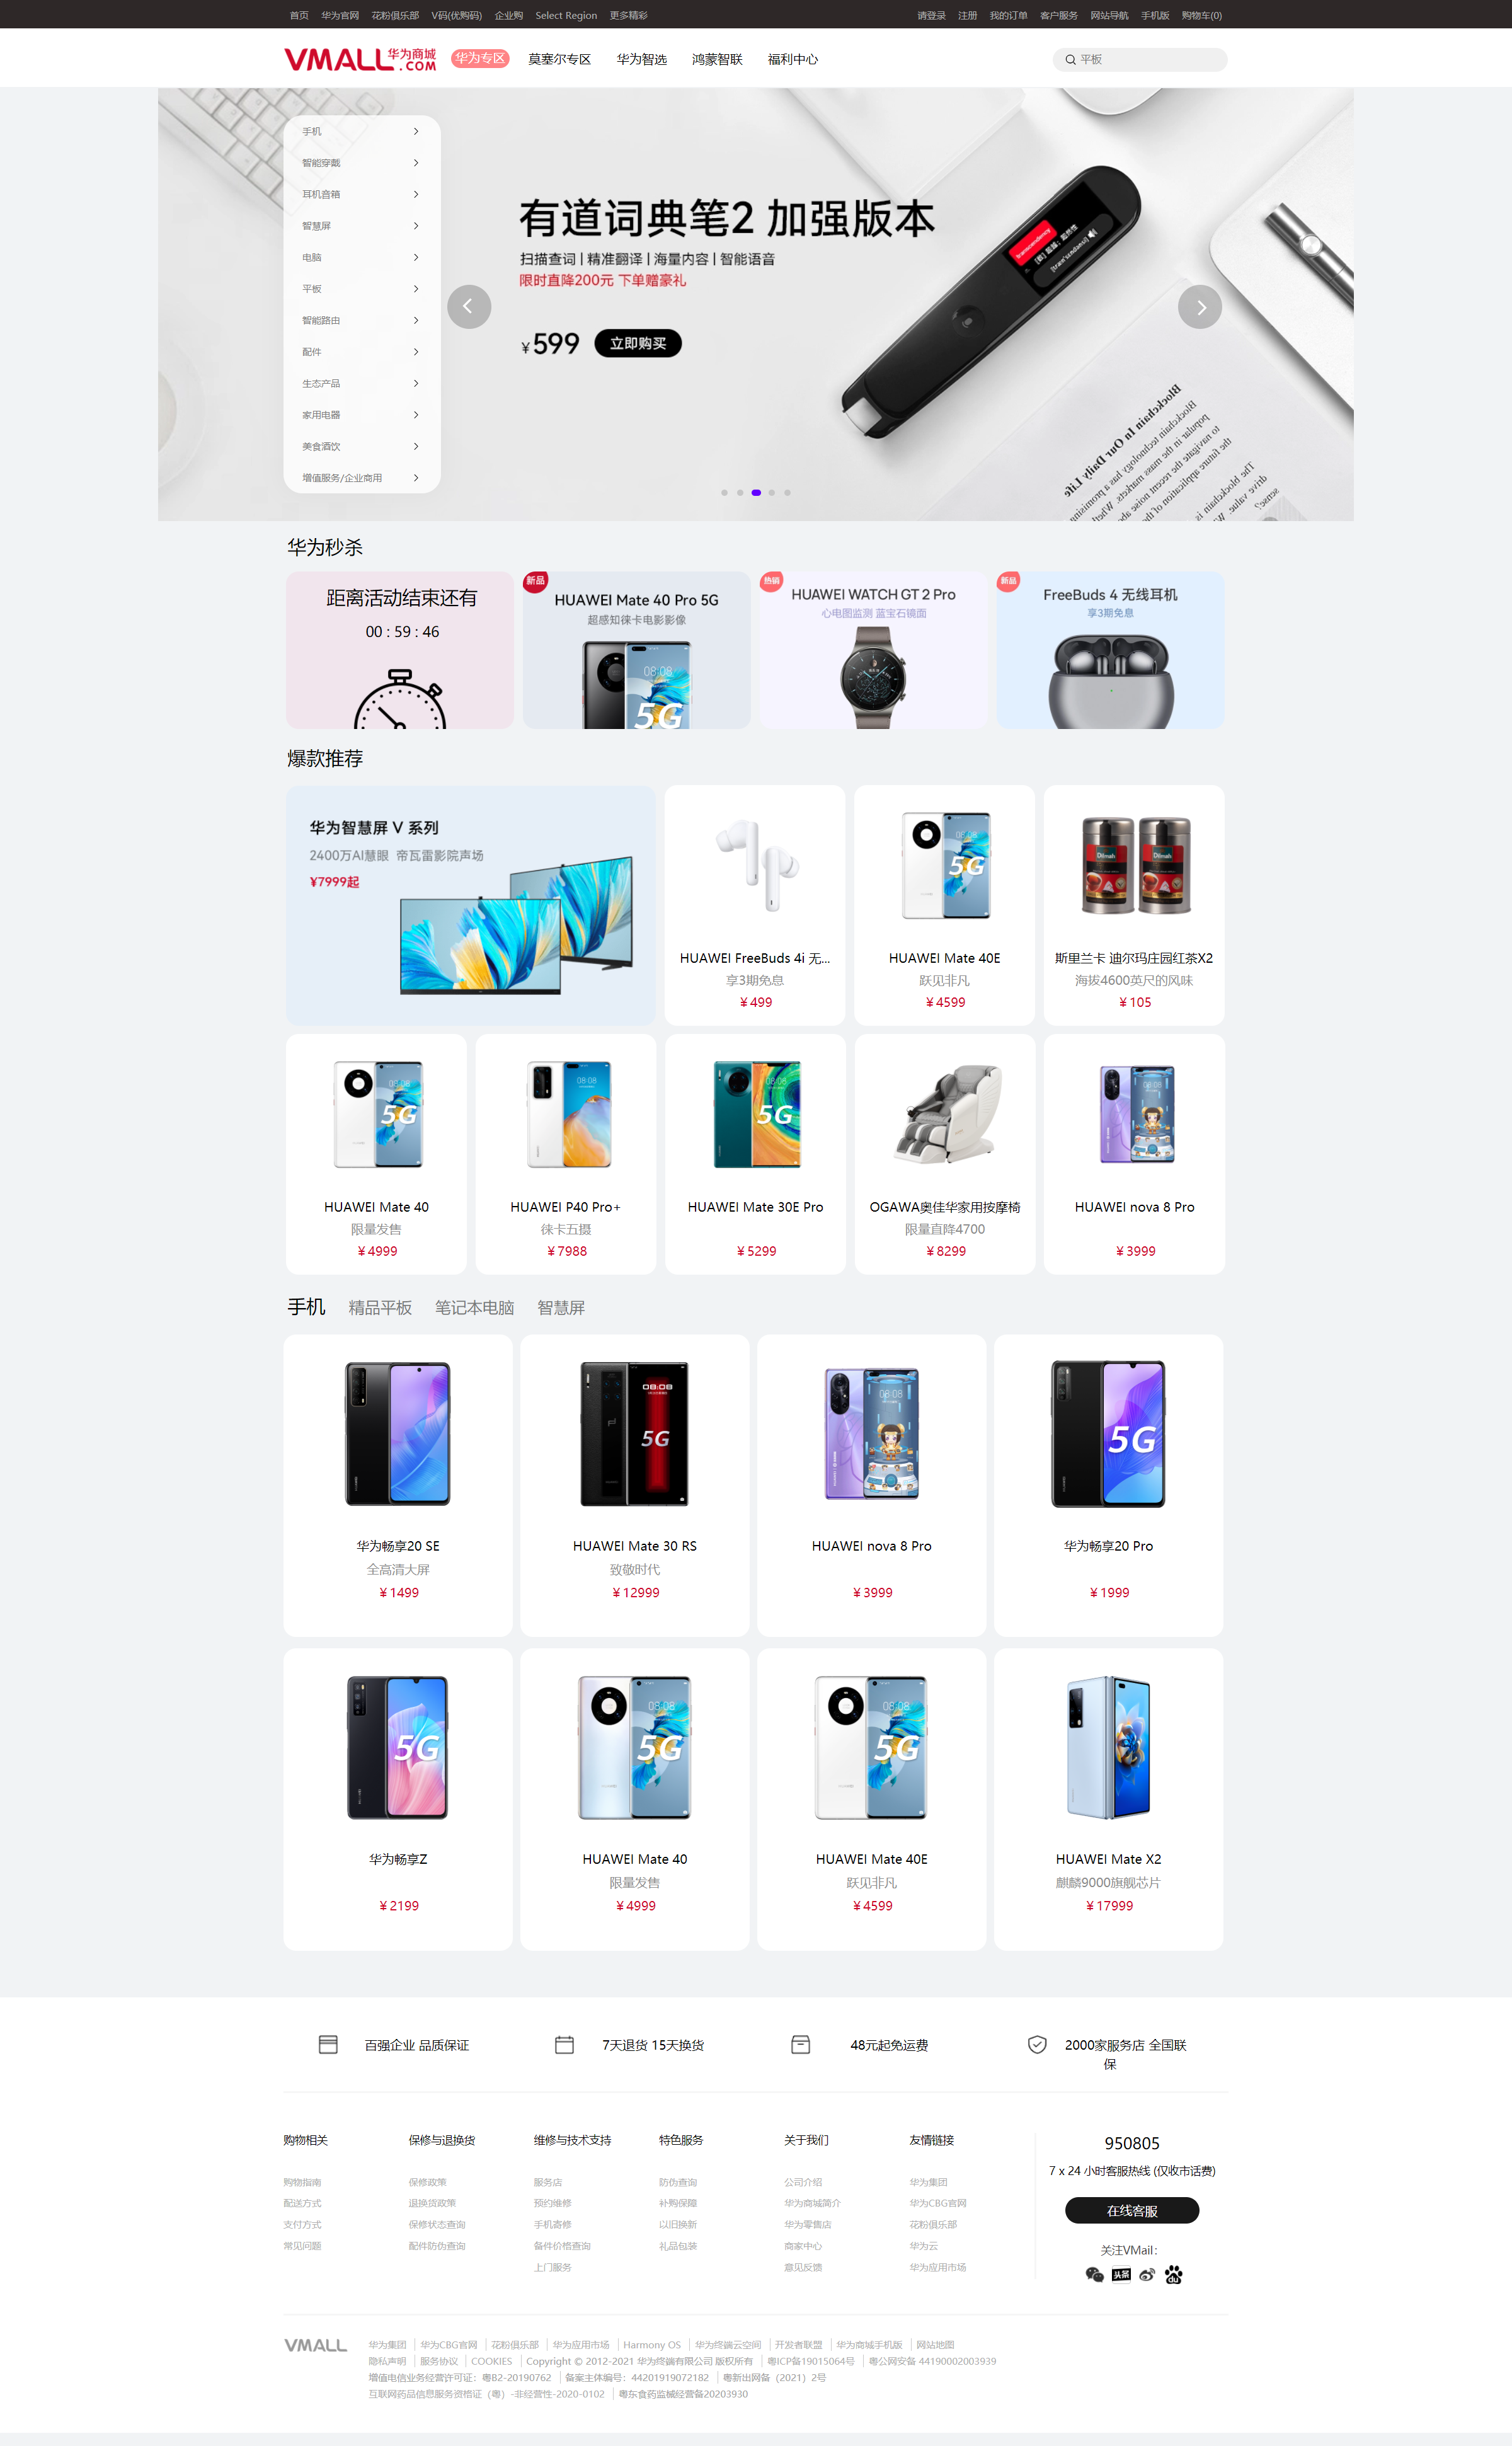 首页 华为官网 花粉俱乐部 V码(优购码) 企业购 Select Region 更多精彩 请登录 注册 我的订单 客户服务 网站导航 手机版 购物车(0)
VMALL 华为商城 .COM
华为专区 莫塞尔专区 华为智选 鸿蒙智联 福利中心 平板
手机
智能穿戴
耳机音箱
智慧屏
电脑
平板
智能路由
配件
生态产品
家用电器
美食酒饮
增值服务/企业商用
有道词典笔2 加强版本
扫描查词 | 精准翻译 | 海量内容 | 智能语音
限时直降200元 下单赠豪礼
¥599 立即购买
Blockchain In Our Daily Life
华为秒杀
距离活动结束还有
00 : 59 : 46
新品
HUAWEI Mate 40 Pro 5G
超感知徕卡电影影像
08:08
5G
热销
HUAWEI WATCH GT 2 Pro
心电图监测 蓝宝石镜面
新品
FreeBuds 4 无线耳机
享3期免息
爆款推荐
华为智慧屏 V 系列
2400万AI慧眼 帝瓦雷影院声场
¥7999起
HUAWEI FreeBuds 4i 无...
享3期免息
¥499
08:08
5G
HUAWEI Mate 40E
跃见非凡
¥4599
Dilmah Dilmah
斯里兰卡 迪尔玛庄园红茶X2
海拔4600英尺的风味
¥105
08:08
5G
HUAWEI Mate 40
限量发售
¥4999
08:08
HUAWEI P40 Pro+
徕卡五摄
¥7988
08:08
5G
HUAWEI Mate 30E Pro
¥5299
OGAWA奥佳华家用按摩椅
限量直降4700
¥8299
08:08
HUAWEI nova 8 Pro
¥3999
手机 精品平板 笔记本电脑 智慧屏
华为畅享20 SE
全高清大屏
¥1499
08:08
5G
HUAWEI Mate 30 RS
致敬时代
¥12999
08:08
HUAWEI nova 8 Pro
¥3999
5G
华为畅享20 Pro
¥1999
5G
华为畅享Z
¥2199
08:08
5G
HUAWEI Mate 40
限量发售
¥4999
08:08
5G
HUAWEI Mate 40E
跃见非凡
¥4599
HUAWEI Mate X2
麒麟9000旗舰芯片
¥17999
百强企业 品质保证
7天退货 15天换货
48元起免运费
2000家服务店 全国联
保
购物相关
购物指南
配送方式
支付方式
常见问题
保修与退换货
保修政策
退换货政策
保修状态查询
配件防伪查询
维修与技术支持
服务店
预约维修
手机寄修
备件价格查询
上门服务
特色服务
防伪查询
补购保障
以旧换新
礼品包装
关于我们
公司介绍
华为商城简介
华为零售店
商家中心
意见反馈
友情链接
华为集团
华为CBG官网
花粉俱乐部
华为云
华为应用市场
950805
7 x 24 小时客服热线 (仅收市话费)
在线客服
关注VMail：
头条
du
VMALL
华为集团 华为CBG官网 花粉俱乐部 华为应用市场 Harmony OS 华为终端云空间 开发者联盟 华为商城手机版 网站地图
隐私声明 服务协议 COOKIES Copyright © 2012-2021 华为终端有限公司 版权所有 粤ICP备19015064号 粤公网安备 44190002003939
增值电信业务经营许可证：粤B2-20190762 备案主体编号：44201919072182 粤新出网备（2021）2号
互联网药品信息服务资格证（粤）-非经营性-2020-0102 粤东食药监械经营备20203930